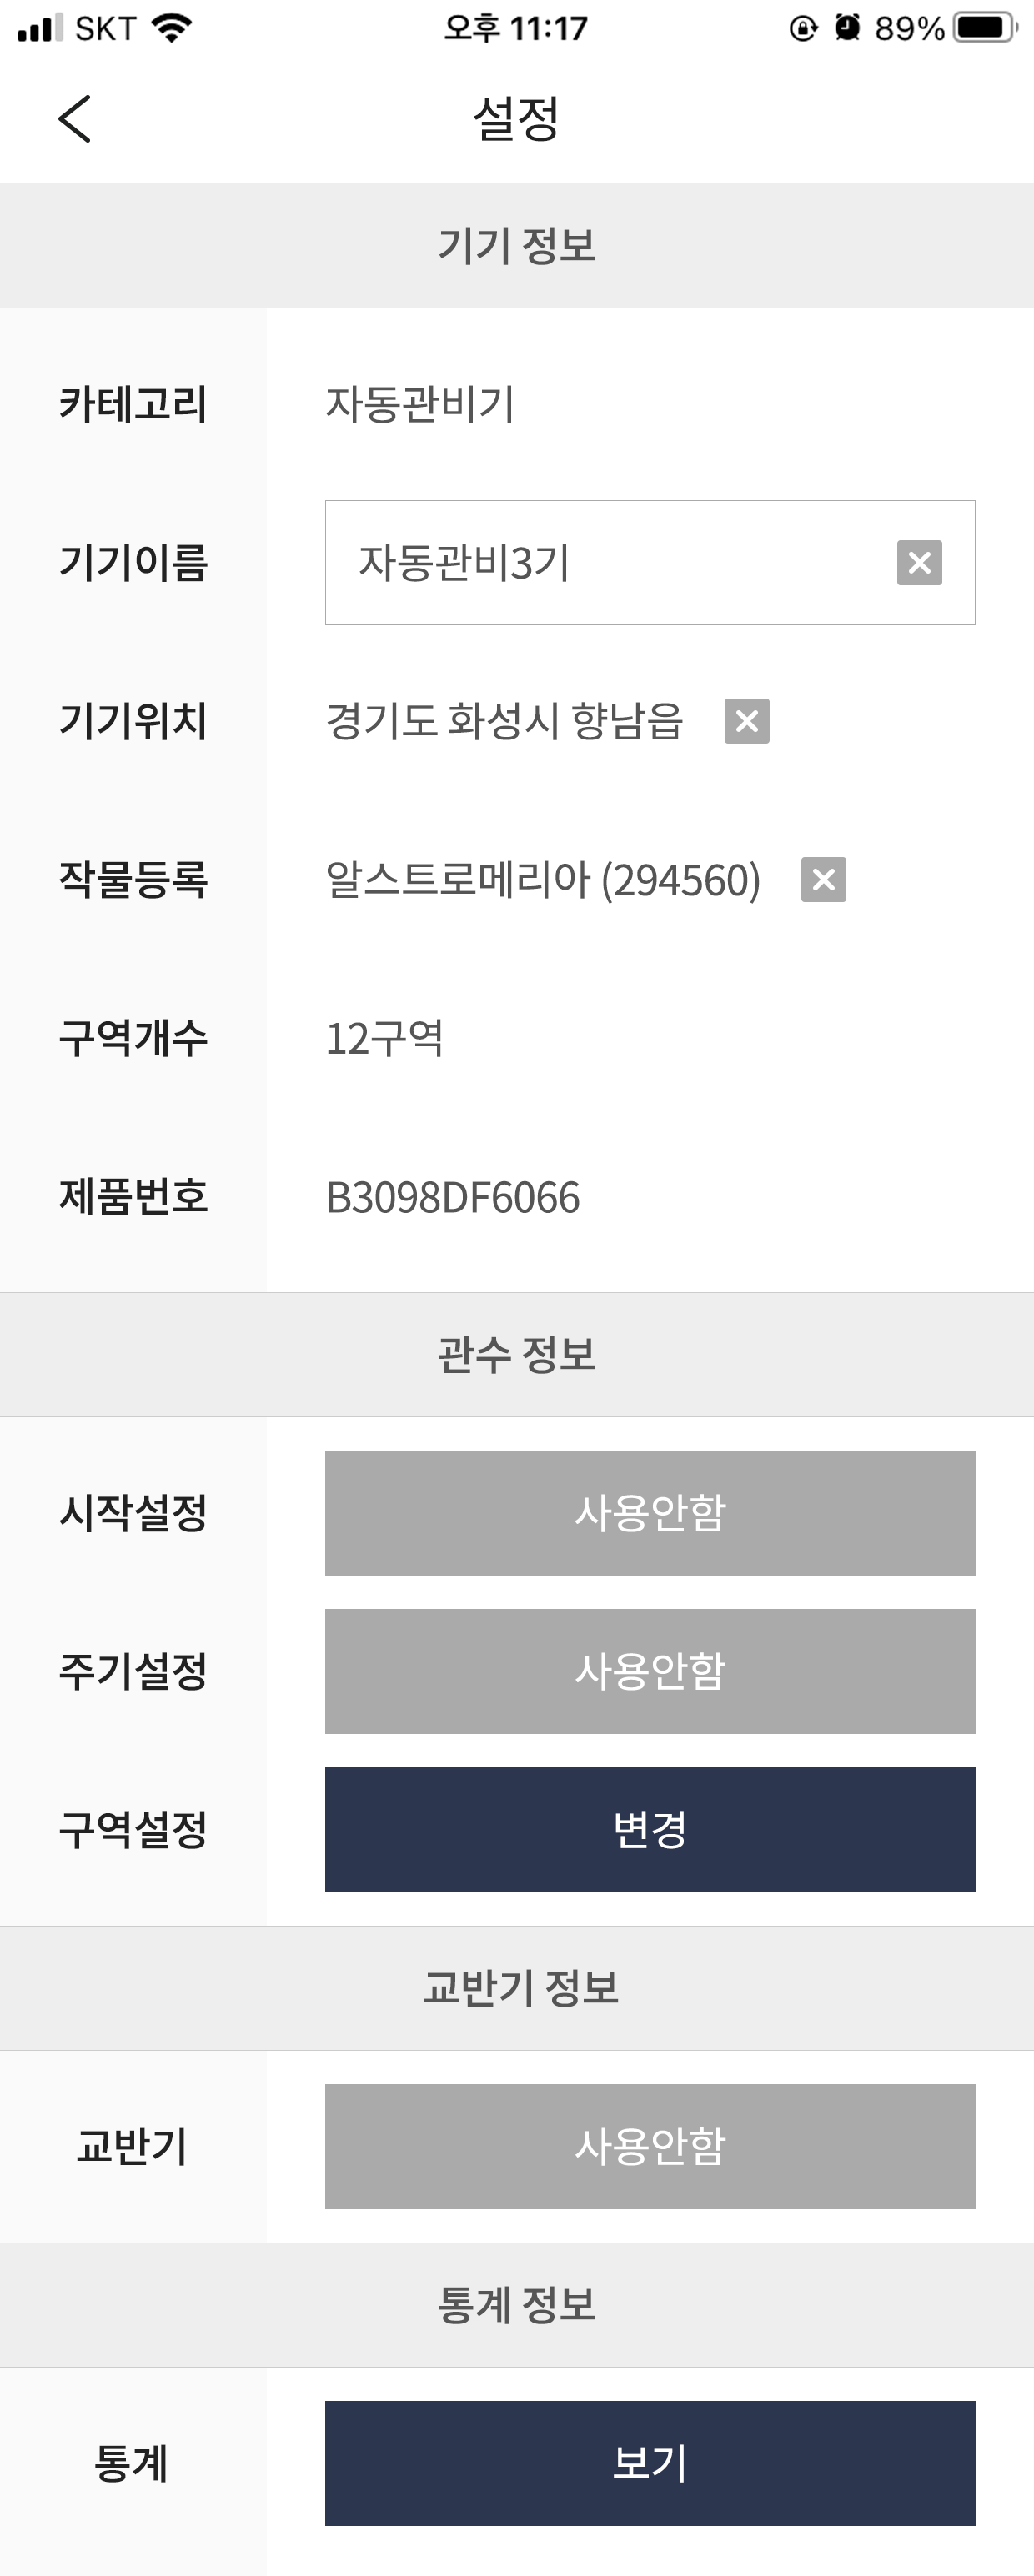 SKT 오후 11:17 89%
설정
기기 정보
카테고리 자동관비기
기기이름 자동관비3기
기기위치 경기도 화성시 향남읍
작물등록 알스트로메리아 (294560)
구역개수 12구역
제품번호 B3098DF6066
관수 정보
시작설정 사용안함
주기설정 사용안함
구역설정 변경
교반기 정보
교반기 사용안함
통계 정보
통계 보기